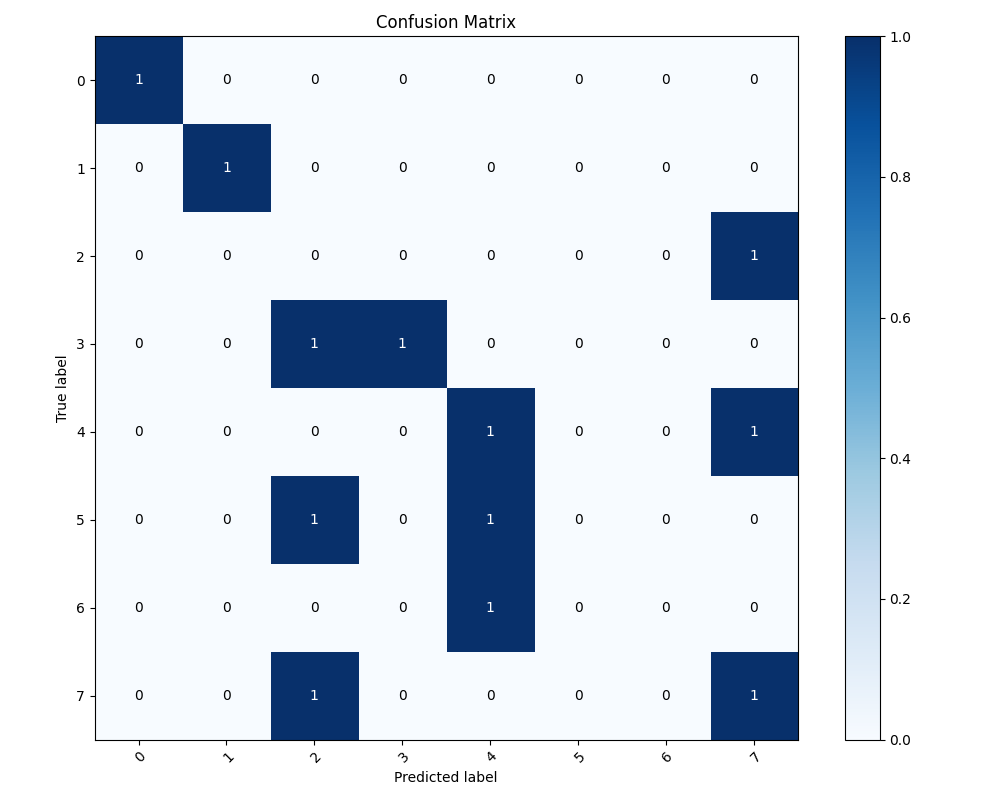 Confusion Matrix
0 1 0 0 0 0 0 0 0 1.0
1 0 1 0 0 0 0 0 0 0.8
2 0 0 0 0 0 0 0 1
3 0 0 1 1 0 0 0 0 0.6
4 0 0 0 0 1 0 0 1 0.4
5 0 0 1 0 1 0 0 0
6 0 0 0 0 1 0 0 0 0.2
7 0 0 1 0 0 0 0 1 0.0
0 1 2 3 4 5 6 7
True label
Predicted label